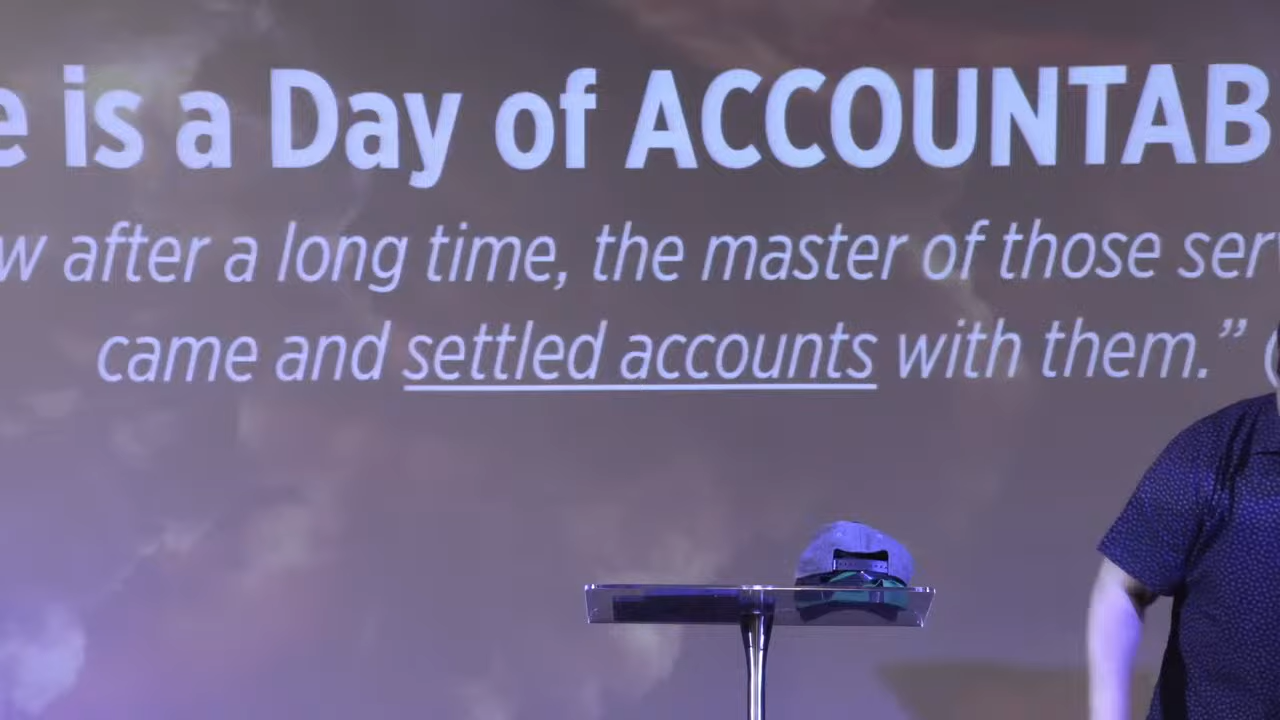 e is a Day of ACCOUNTAB
w after a long time, the master of those ser
came and settled accounts with them.” (